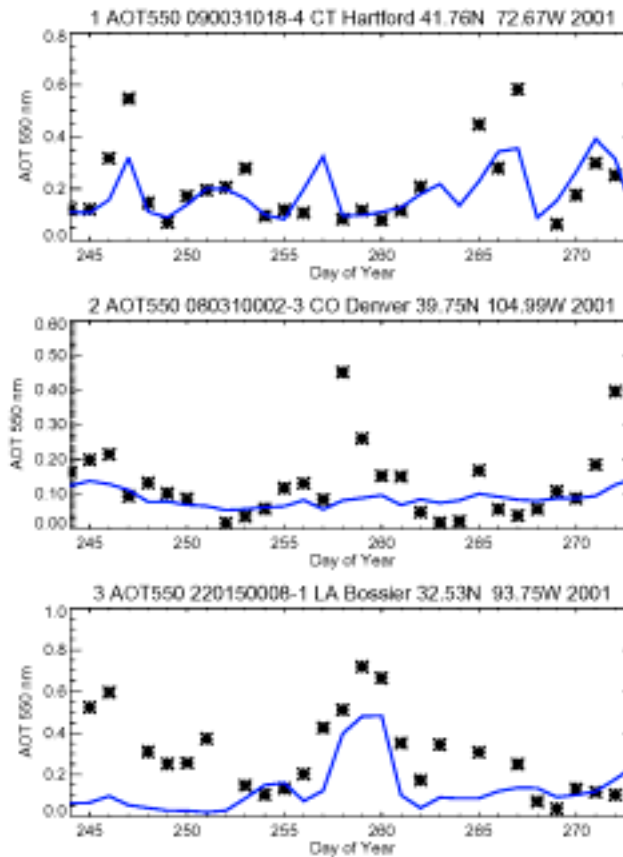 1 AOT550 090031018-4 CT Hartford 41.76N 72.67W 2001
0.8
0.6
0.4
0.2
0.0
AOT 550 nm
245 250 255 260 265 270
Day of Year
2 AOT550 080310002-3 CO Denver 39.75N 104.99W 2001
0.60
0.50
0.40
0.30
0.20
0.10
0.00
AOT 550 nm
245 250 255 260 265 270
Day of Year
3 AOT550 220150008-1 LA Bossier 32.53N 93.75W 2001
1.0
0.8
0.6
0.4
0.2
0.0
AOT 550 nm
245 250 255 260 265 270
Day of Year